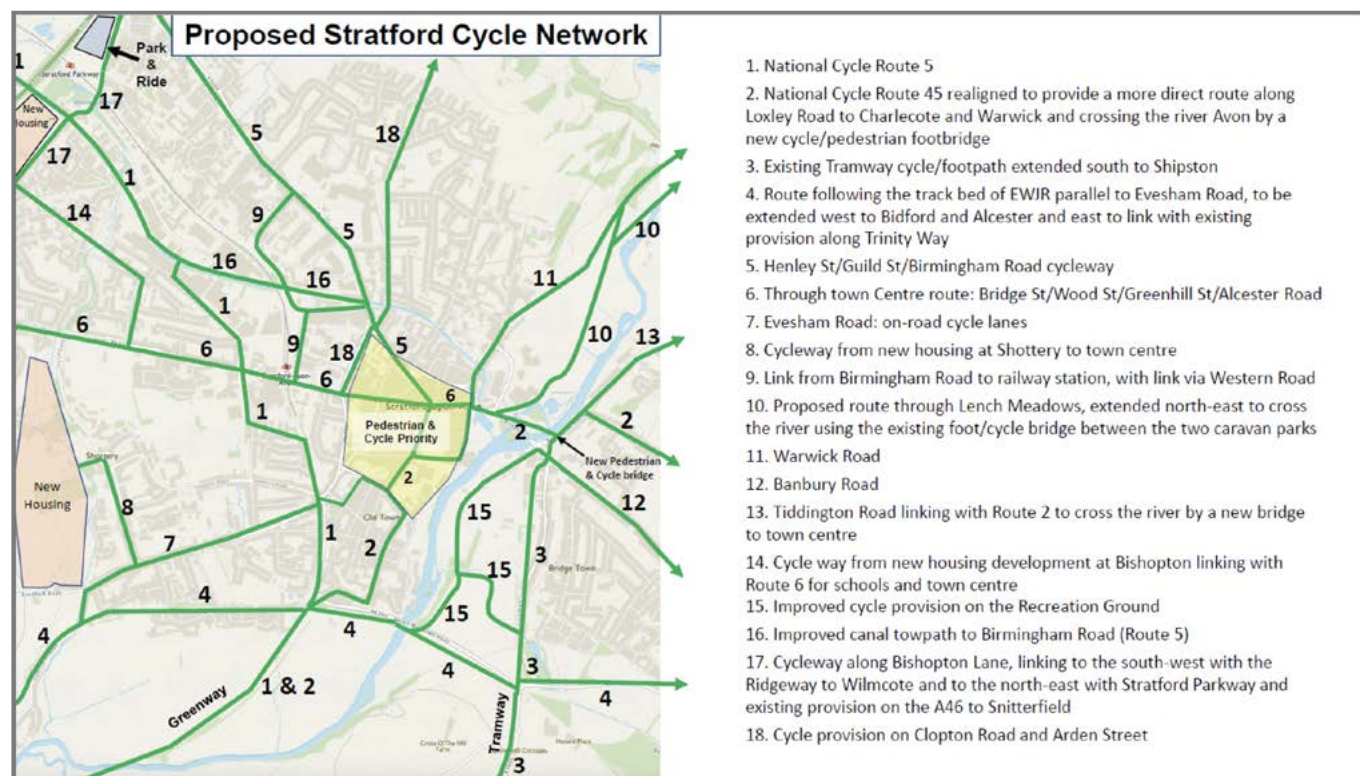 Proposed Stratford Cycle Network
Park
&
Ride
1
Stratford Parkway
17
New
Housing
17
1
14
5
18
9
5
16
16
1
6
6
9
18
5
6
6
11
10
10
13
2
2
Pedestrian &
Cycle Priority
New Pedestrian
& Cycle bridge
12
2
1
Shottery
New
Housing
8
7
Old Town
1
2
15
15
15
3
Bridge Town
4
4
4
4
4
3
Greenway
1 & 2
Tramway
3
1. National Cycle Route 5
2. National Cycle Route 45 realigned to provide a more direct route along
Loxley Road to Charlecote and Warwick and crossing the river Avon by a
new cycle/pedestrian footbridge
3. Existing Tramway cycle/footpath extended south to Shipston
4. Route following the track bed of EWJR parallel to Evesham Road, to be
extended west to Bidford and Alcester and east to link with existing
provision along Trinity Way
5. Henley St/Guild St/Birmingham Road cycleway
6. Through town Centre route: Bridge St/Wood St/Greenhill St/Alcester Road
7. Evesham Road: on-road cycle lanes
8. Cycleway from new housing at Shottery to town centre
9. Link from Birmingham Road to railway station, with link via Western Road
10. Proposed route through Lench Meadows, extended north-east to cross
the river using the existing foot/cycle bridge between the two caravan parks
11. Warwick Road
12. Banbury Road
13. Tiddington Road linking with Route 2 to cross the river by a new bridge
to town centre
14. Cycle way from new housing development at Bishopton linking with
Route 6 for schools and town centre
15. Improved cycle provision on the Recreation Ground
16. Improved canal towpath to Birmingham Road (Route 5)
17. Cycleway along Bishopton Lane, linking to the south-west with the
Ridgeway to Wilmcote and to the north-east with Stratford Parkway and
existing provision on the A46 to Snitterfield
18. Cycle provision on Clopton Road and Arden Street